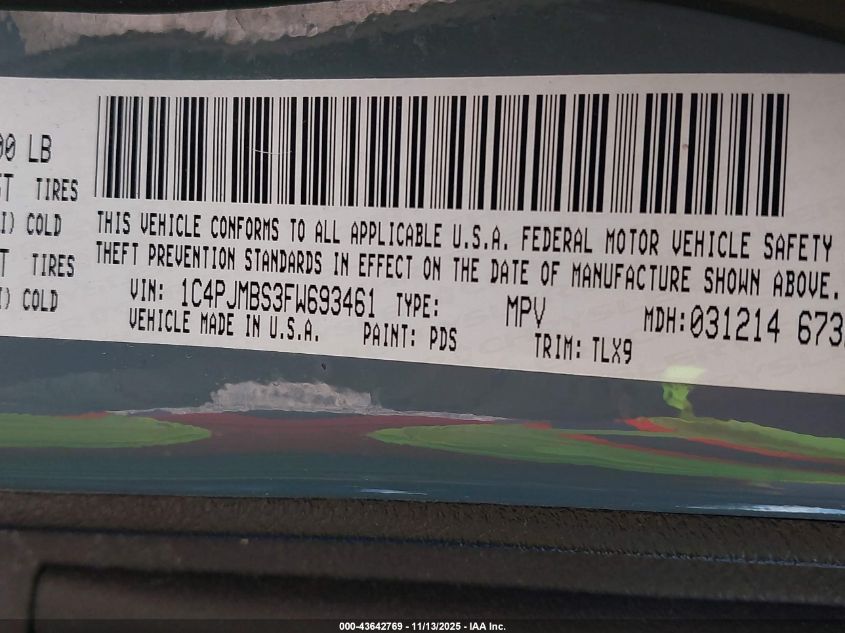 00 LB
TIRES
COLD
TIRES
COLD
THIS VEHICLE CONFORMS TO ALL APPLICABLE U.S.A. FEDERAL MOTOR VEHICLE SAFETY
THEFT PREVENTION STANDARDS IN EFFECT ON THE DATE OF MANUFACTURE SHOWN ABOVE.
VIN: 1C4PJMBS3FW693461 TYPE: MPV MDH:031214 673
VEHICLE MADE IN U.S.A. PAINT: PDS TRIM: TLX9
000-43642769 - 11/13/2025 - IAA Inc.